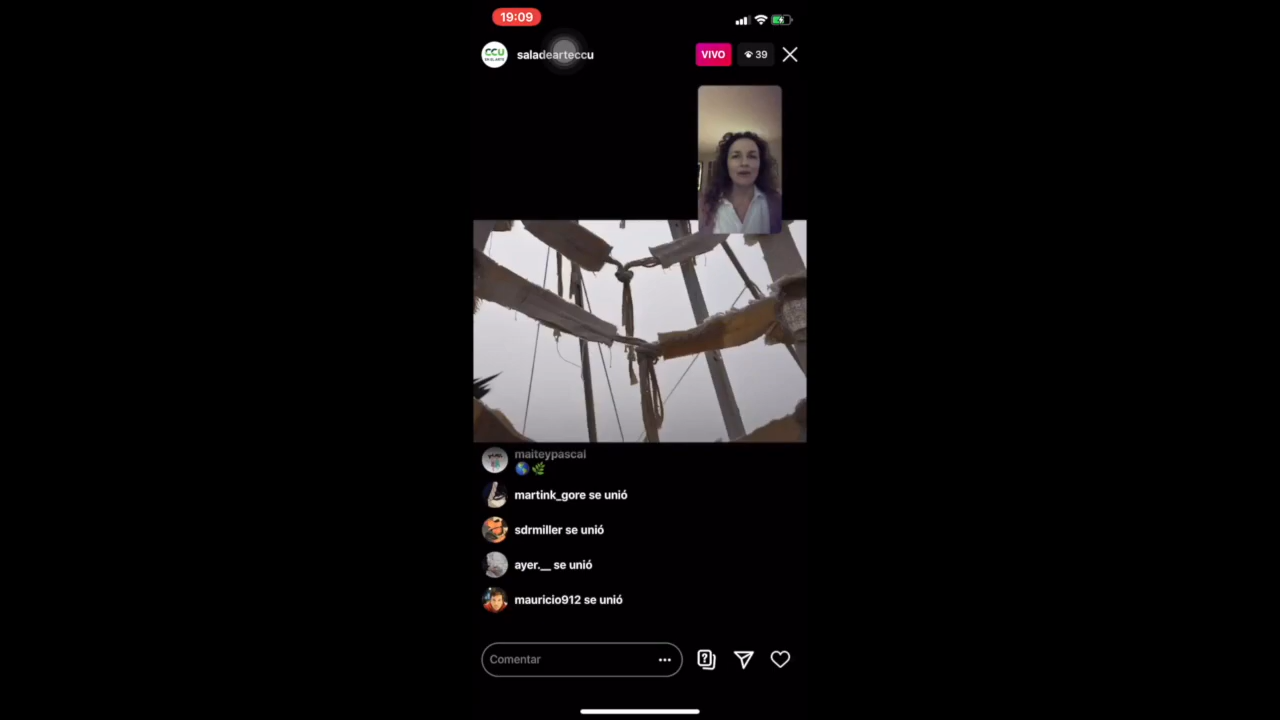 19:09
CCU
saladearteccu
VIVO
39
maiteypascal
🌎🌿
martink_gore se unió
sdrmiller se unió
ayer.__ se unió
mauricio912 se unió
Comentar